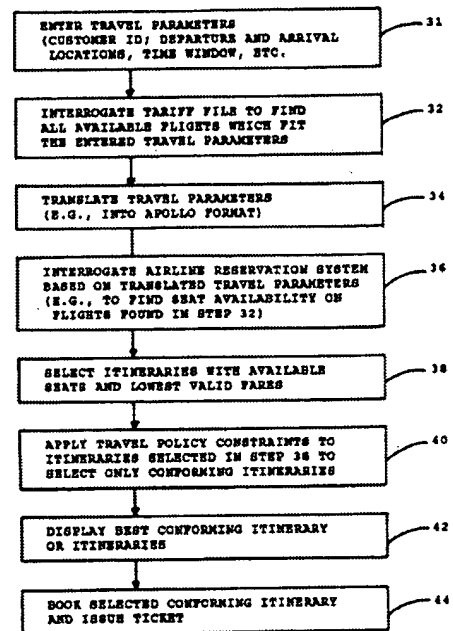 ENTER TRAVEL PARAMETERS
(CUSTOMER ID; DEPARTURE AND ARRIVAL
LOCATIONS, TIME WINDOW, ETC.
31
INTERROGATE TARIFF FILE TO FIND
ALL AVAILABLE FLIGHTS WHICH FIT
THE ENTERED TRAVEL PARAMETERS
32
TRANSLATE TRAVEL PARAMETERS
(E.G., INTO APOLLO FORMAT)
34
INTERROGATE AIRLINE RESERVATION SYSTEM
BASED ON TRANSLATED TRAVEL PARAMETERS
(E.G., TO FIND SEAT AVAILABILITY ON
FLIGHTS FOUND IN STEP 32)
36
SELECT ITINERARIES WITH AVAILABLE
SEATS AND LOWEST VALID FARES
38
APPLY TRAVEL POLICY CONSTRAINTS TO
ITINERARIES SELECTED IN STEP 38 TO
SELECT ONLY CONFORMING ITINERARIES
40
DISPLAY BEST CONFORMING ITINERARY
OR ITINERARIES
42
BOOK SELECTED CONFORMING ITINERARY
AND ISSUE TICKET
44